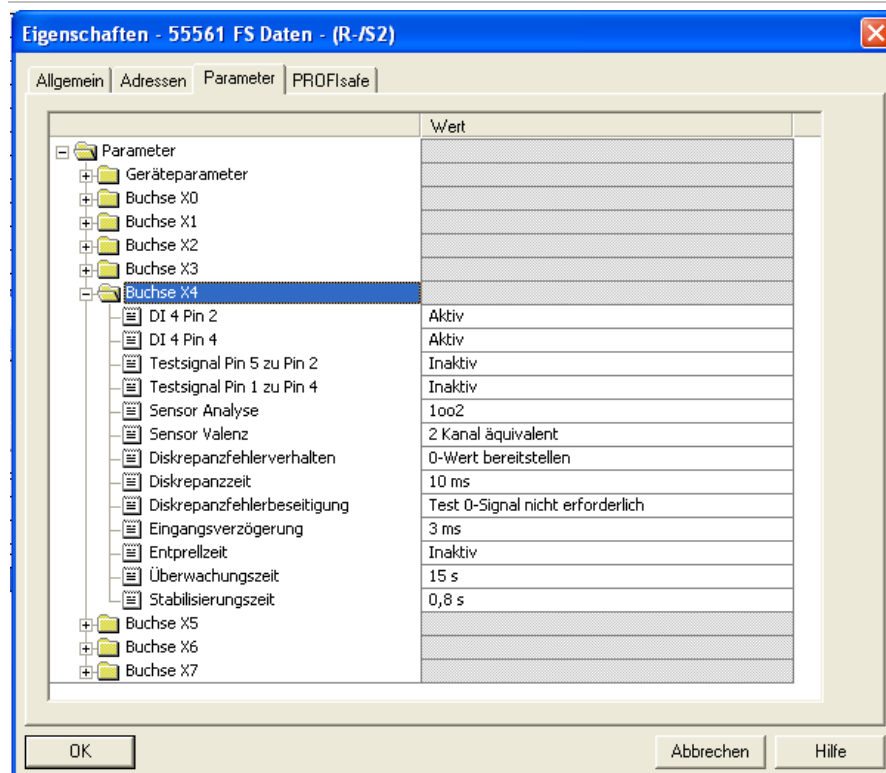 Eigenschaften - 55561 FS Daten - (R-/S2)
Allgemein Adressen Parameter PROFIsafe
Wert
Parameter
Geräteparameter
Buchse X0
Buchse X1
Buchse X2
Buchse X3
Buchse X4
DI 4 Pin 2 Aktiv
DI 4 Pin 4 Aktiv
Testsignal Pin 5 zu Pin 2 Inaktiv
Testsignal Pin 1 zu Pin 4 Inaktiv
Sensor Analyse 1oo2
Sensor Valenz 2 Kanal äquivalent
Diskrepanzfehlerverhalten 0-Wert bereitstellen
Diskrepanzzeit 10 ms
Diskrepanzfehlerbeseitigung Test 0-Signal nicht erforderlich
Eingangsverzögerung 3 ms
Entprellzeit Inaktiv
Überwachungszeit 15 s
Stabilisierungszeit 0,8 s
Buchse X5
Buchse X6
Buchse X7
OK Abbrechen Hilfe